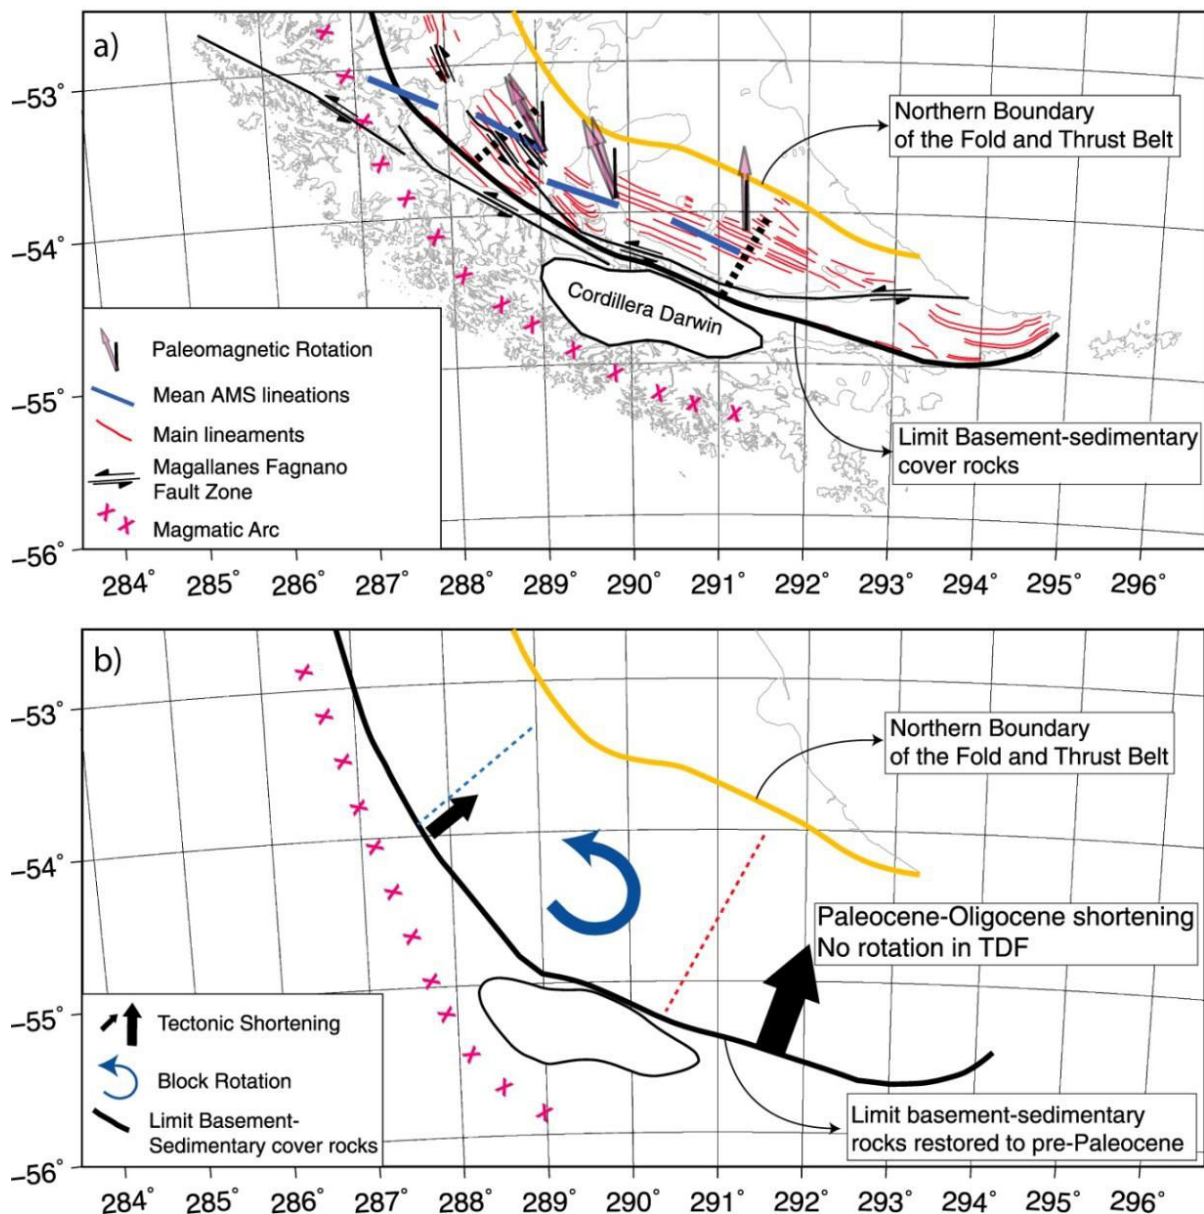 a)
−53
−54
−55
−56
Northern Boundary
of the Fold and Thrust Belt
Cordillera Darwin
Limit Basement-sedimentary
cover rocks
Paleomagnetic Rotation
Mean AMS lineations
Main lineaments
Magallanes Fagnano
Fault Zone
Magmatic Arc
284° 285° 286° 287° 288° 289° 290° 291° 292° 293° 294° 295° 296°
b)
−53
−54
−55
−56
Northern Boundary
of the Fold and Thrust Belt
Paleocene-Oligocene shortening
No rotation in TDF
Tectonic Shortening
Block Rotation
Limit Basement-
Sedimentary cover rocks
Limit basement-sedimentary
rocks restored to pre-Paleocene
284° 285° 286° 287° 288° 289° 290° 291° 292° 293° 294° 295° 296°